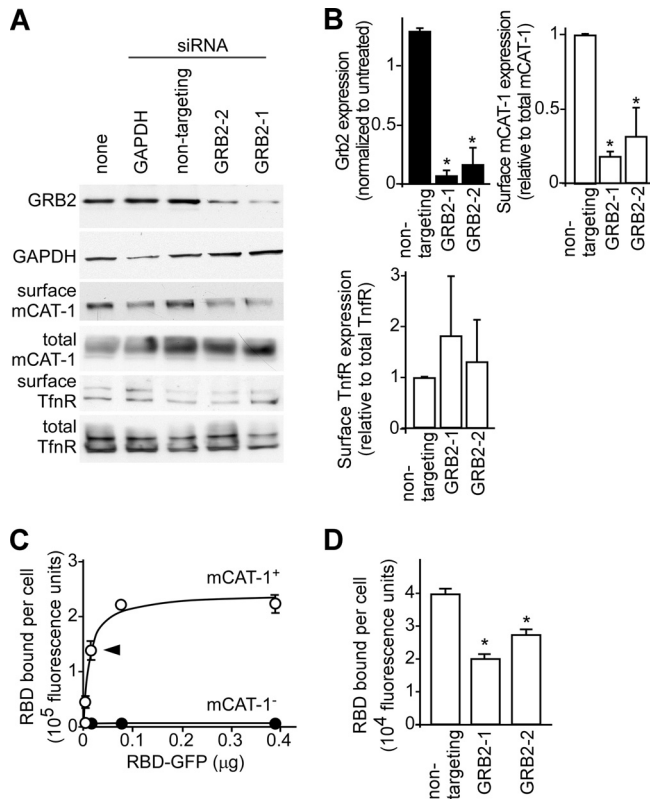 A
siRNA
none
GAPDH
non-targeting
GRB2-2
GRB2-1
GRB2
GAPDH
surface
mCAT-1
total
mCAT-1
surface
TfnR
total
TfnR
B
Grb2 expression
(normalized to untreated)
1
0.5
0
*
*
non-
targeting
GRB2-1
GRB2-2
Surface mCAT-1 expression
(relative to total mCAT-1)
1
0.5
0
*
*
non-
targeting
GRB2-1
GRB2-2
Surface TnfR expression
(relative to total TnfR)
3
2
1
0
non-
targeting
GRB2-1
GRB2-2
C
RBD bound per cell
(10⁵ fluorescence units)
3
2
1
0
mCAT-1⁺
mCAT-1⁻
0
0.1
0.2
0.3
0.4
RBD-GFP (µg)
D
RBD bound per cell
(10⁴ fluorescence units)
4
3
2
1
0
*
*
non-
targeting
GRB2-1
GRB2-2